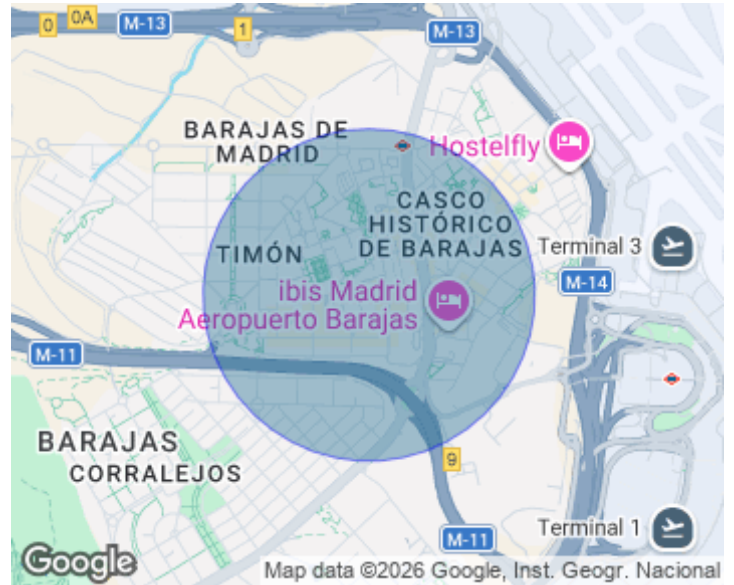 0
0A
M-13
1
M-13
BARAJAS DE
MADRID
Hostelfly
CASCO
HISTÓRICO
DE BARAJAS
TIMÓN
Terminal 3
ibis Madrid
Aeropuerto Barajas
M-14
M-11
BARAJAS
CORRALEJOS
9
M-11
Terminal 1
Google
Map data ©2026 Google, Inst. Geogr. Nacional